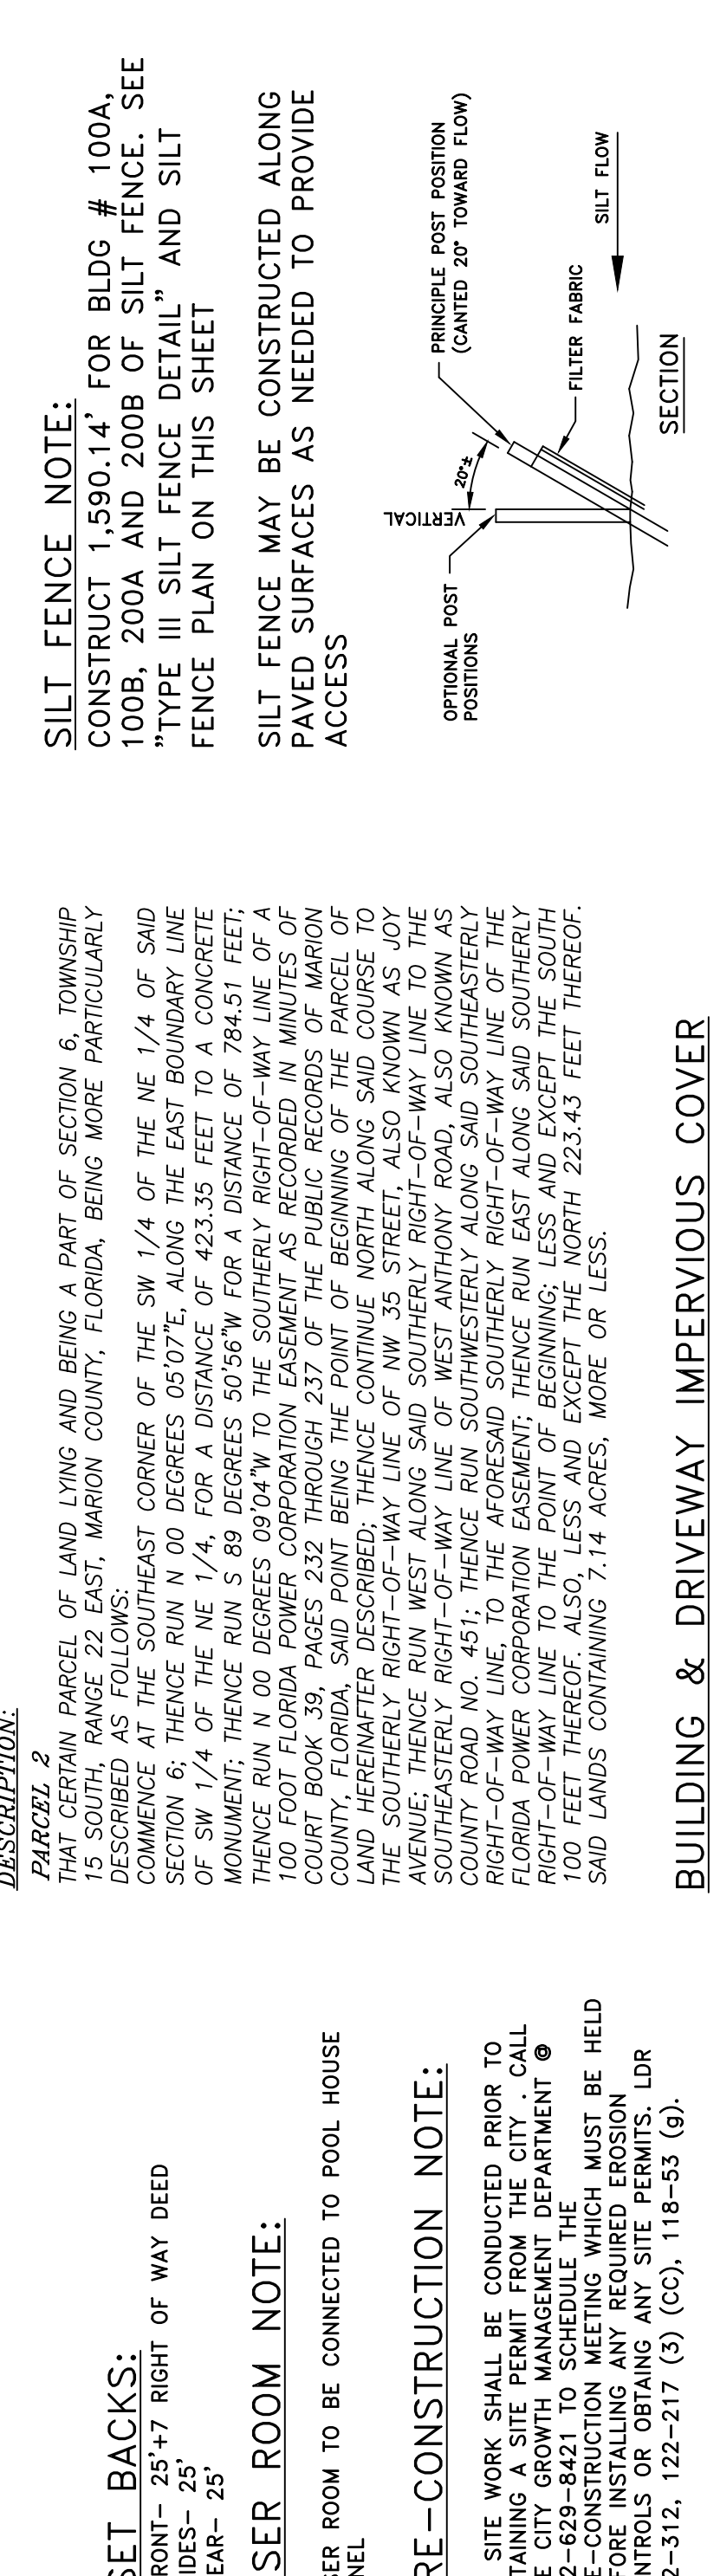 SILT FENCE NOTE:
CONSTRUCT 1,590.14' FOR BLDG # 100A,
100B, 200A AND 200B OF SILT FENCE. SEE
"TYPE III SILT FENCE DETAIL" AND SILT
FENCE PLAN ON THIS SHEET
SILT FENCE MAY BE CONSTRUCTED ALONG
PAVED SURFACES AS NEEDED TO PROVIDE
ACCESS
OPTIONAL POST
POSITIONS
VERTICAL
20°±
PRINCIPLE POST POSITION
(CANTED 20° TOWARD FLOW)
FILTER FABRIC
SILT FLOW
SECTION
DESCRIPTION:
PARCEL 2
THAT CERTAIN PARCEL OF LAND LYING AND BEING A PART OF SECTION 6, TOWNSHIP
15 SOUTH, RANGE 22 EAST, MARION COUNTY, FLORIDA, BEING MORE PARTICULARLY
DESCRIBED AS FOLLOWS:
COMMENCE AT THE SOUTHEAST CORNER OF THE SW 1/4 OF THE NE 1/4 OF SAID
SECTION 6; THENCE RUN N 00 DEGREES 05'07"E, ALONG THE EAST BOUNDARY LINE
OF SW 1/4 OF THE NE 1/4, FOR A DISTANCE OF 423.35 FEET TO A CONCRETE
MONUMENT; THENCE RUN S 89 DEGREES 50'56"W FOR A DISTANCE OF 784.51 FEET;
THENCE RUN N 00 DEGREES 09'04"W TO THE SOUTHERLY RIGHT-OF-WAY LINE OF A
100 FOOT FLORIDA POWER CORPORATION EASEMENT AS RECORDED IN MINUTES OF
COURT BOOK 39, PAGES 232 THROUGH 237 OF THE PUBLIC RECORDS OF MARION
COUNTY, FLORIDA, SAID POINT BEING THE POINT OF BEGINNING OF THE PARCEL OF
LAND HEREINAFTER DESCRIBED; THENCE CONTINUE NORTH ALONG SAID COURSE TO
THE SOUTHERLY RIGHT-OF-WAY LINE OF NW 35 STREET, ALSO KNOWN AS JOY
AVENUE; THENCE RUN WEST ALONG SAID SOUTHERLY RIGHT-OF-WAY LINE TO THE
SOUTHEASTERLY RIGHT-OF-WAY LINE OF WEST ANTHONY ROAD, ALSO KNOWN AS
COUNTY ROAD NO. 451; THENCE RUN SOUTHWESTERLY ALONG SAID SOUTHEASTERLY
RIGHT-OF-WAY LINE, TO THE AFORESAID SOUTHERLY RIGHT-OF-WAY LINE OF THE
FLORIDA POWER CORPORATION EASEMENT; THENCE RUN EAST ALONG SAID SOUTHERLY
RIGHT-OF-WAY LINE TO THE POINT OF BEGINNING; LESS AND EXCEPT THE SOUTH
100 FEET THEREOF. ALSO, LESS AND EXCEPT THE NORTH 223.43 FEET THEREOF.
SAID LANDS CONTAINING 7.14 ACRES, MORE OR LESS.
BUILDING & DRIVEWAY IMPERVIOUS COVER
SET BACKS:
RONT- 25'+7 RIGHT OF WAY DEED
IDES- 25'
EAR- 25'
SER ROOM NOTE:
SER ROOM TO BE CONNECTED TO POOL HOUSE
NEL
RE-CONSTRUCTION NOTE:
SITE WORK SHALL BE CONDUCTED PRIOR TO
TAINING A SITE PERMIT FROM THE CITY . CALL
E CITY GROWTH MANAGEMENT DEPARTMENT @
2-629-8421 TO SCHEDULE THE
E-CONSTRUCTION MEETING WHICH MUST BE HELD
FORE INSTALLING ANY REQUIRED EROSION
NTROLS OR OBTAING ANY SITE PERMITS. LDR
2-312, 122-217 (3) (CC), 118-53 (g).